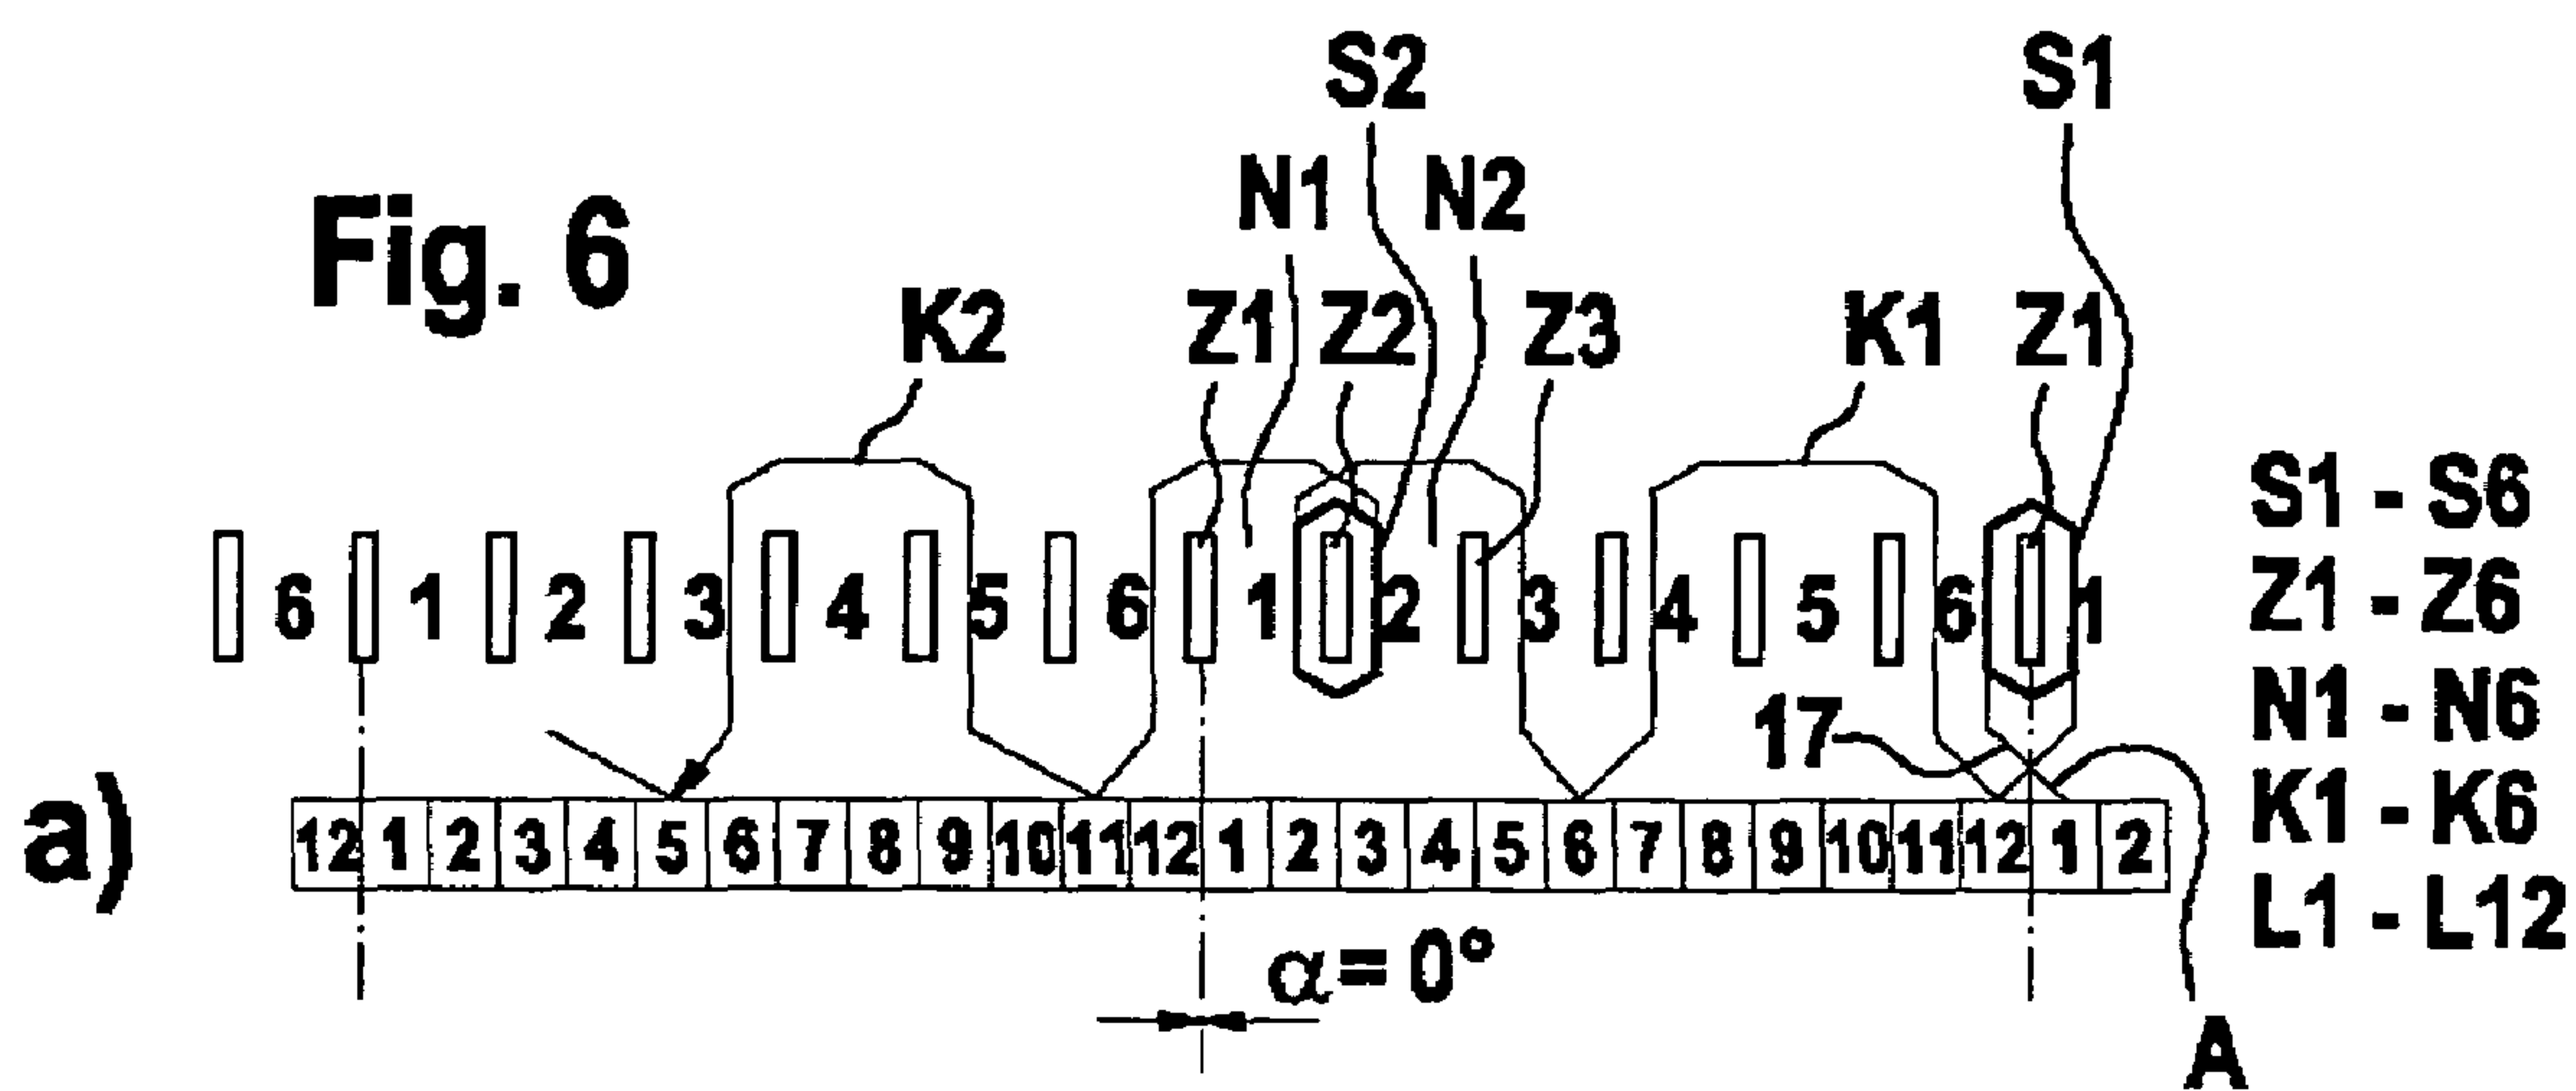 Fig. 6
S2 S1
N1 N2
K2 Z1 Z2 Z3 K1 Z1
6 1 2 3 4 5 6 1 2 3 4 5 6 1
17
a)
12 1 2 3 4 5 6 7 8 9 10 11 12 1 2 3 4 5 6 7 8 9 10 11 12 1 2
α = 0°
A
S1 - S6
Z1 - Z6
N1 - N6
K1 - K6
L1 - L12